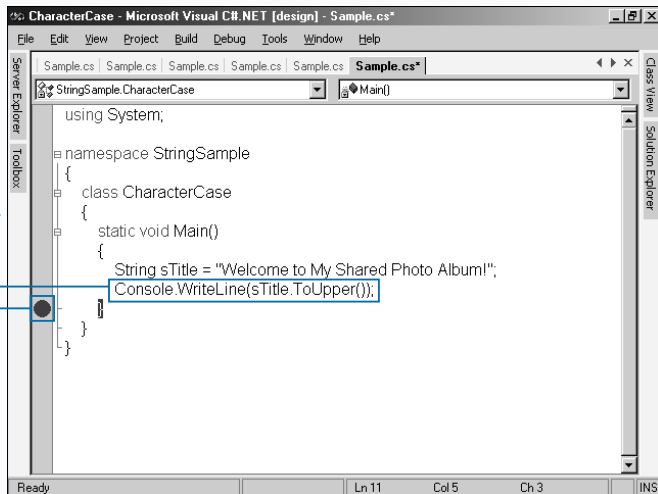 CharacterCase - Microsoft Visual C#.NET [design] - Sample.cs*
File Edit View Project Build Debug Tools Window Help
Sample.cs Sample.cs Sample.cs Sample.cs Sample.cs Sample.cs*
StringSample.CharacterCase Main()
Server Explorer
Toolbox
Class View
Solution Explorer
using System;
namespace StringSample
{
class CharacterCase
{
static void Main()
{
String sTitle = "Welcome to My Shared Photo Album!";
Console.WriteLine(sTitle.ToUpper());
}
}
}
Ready Ln 11 Col 5 Ch 3 INS